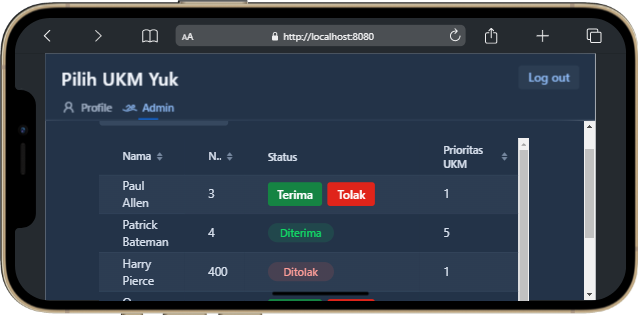 AA http://localhost:8080
Pilih UKM Yuk
Log out
Profile Admin
Nama N.. Status Prioritas
UKM
Paul
Allen 3 Terima Tolak 1
Patrick
Bateman 4 Diterima 5
Harry
Pierce 400 Ditolak 1